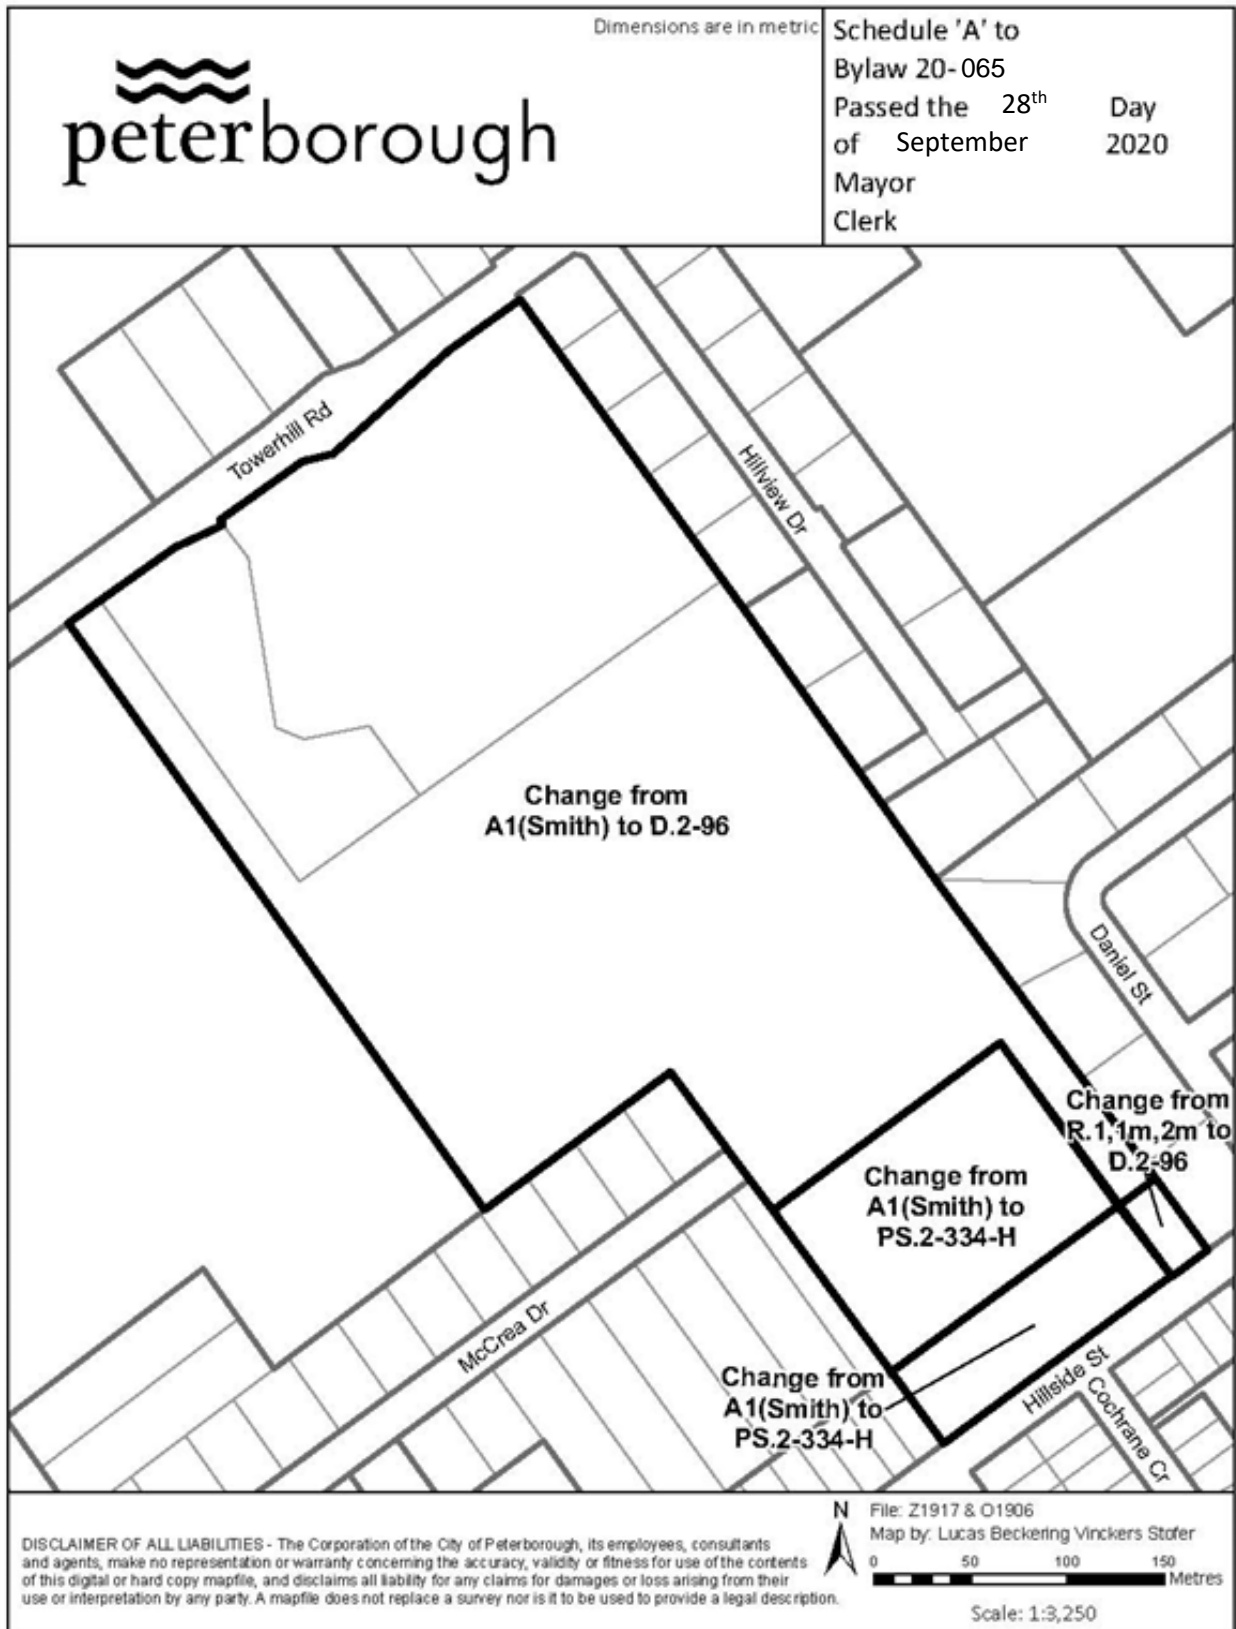 Dimensions are in metric
peterborough
Schedule 'A' to
Bylaw 20-065
Passed the 28th Day
of September 2020
Mayor
Clerk
Towerhill Rd
Hillview Dr
Change from
A1(Smith) to D.2-96
Daniel St
Change from
R.1,1m,2m to
D.2-96
Change from
A1(Smith) to
PS.2-334-H
McCrea Dr
Change from
A1(Smith) to
PS.2-334-H
Hillside St
Cochrane Cr
DISCLAIMER OF ALL LIABILITIES - The Corporation of the City of Peterborough, its employees, consultants
and agents, make no representation or warranty concerning the accuracy, validity or fitness for use of the contents
of this digital or hard copy mapfile, and disclaims all liability for any claims for damages or loss arising from their
use or interpretation by any party. A mapfile does not replace a survey nor is it to be used to provide a legal description.
N
File: Z1917 & O1906
Map by: Lucas Beckering Vinckers Stofer
0 50 100 150
Metres
Scale: 1:3,250